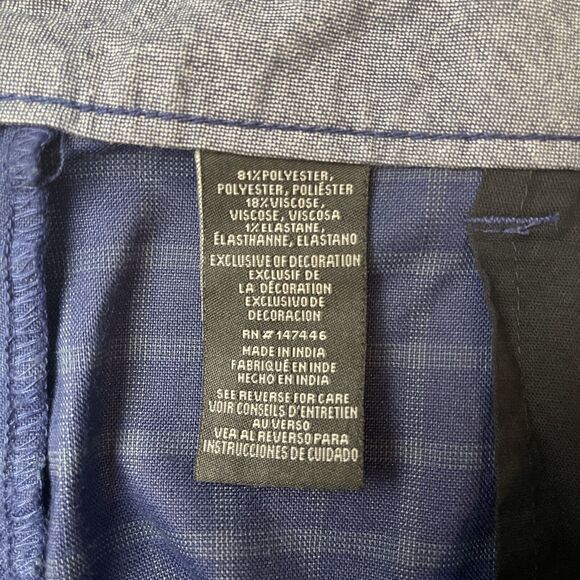 81% POLYESTER,
POLYESTER, POLIÉSTER
18% VISCOSE,
VISCOSE, VISCOSA
1% ELASTANE,
ÉLASTHANNE, ELASTANO
EXCLUSIVE OF DECORATION
EXCLUSIF DE
LA DÉCORATION
EXCLUSIVO DE
DECORACION
RN # 147446
MADE IN INDIA
FABRIQUÉ EN INDE
HECHO EN INDIA
SEE REVERSE FOR CARE
VOIR CONSEILS D'ENTRETIEN
AU VERSO
VEA AL REVERSO PARA
INSTRUCCIONES DE CUIDADO